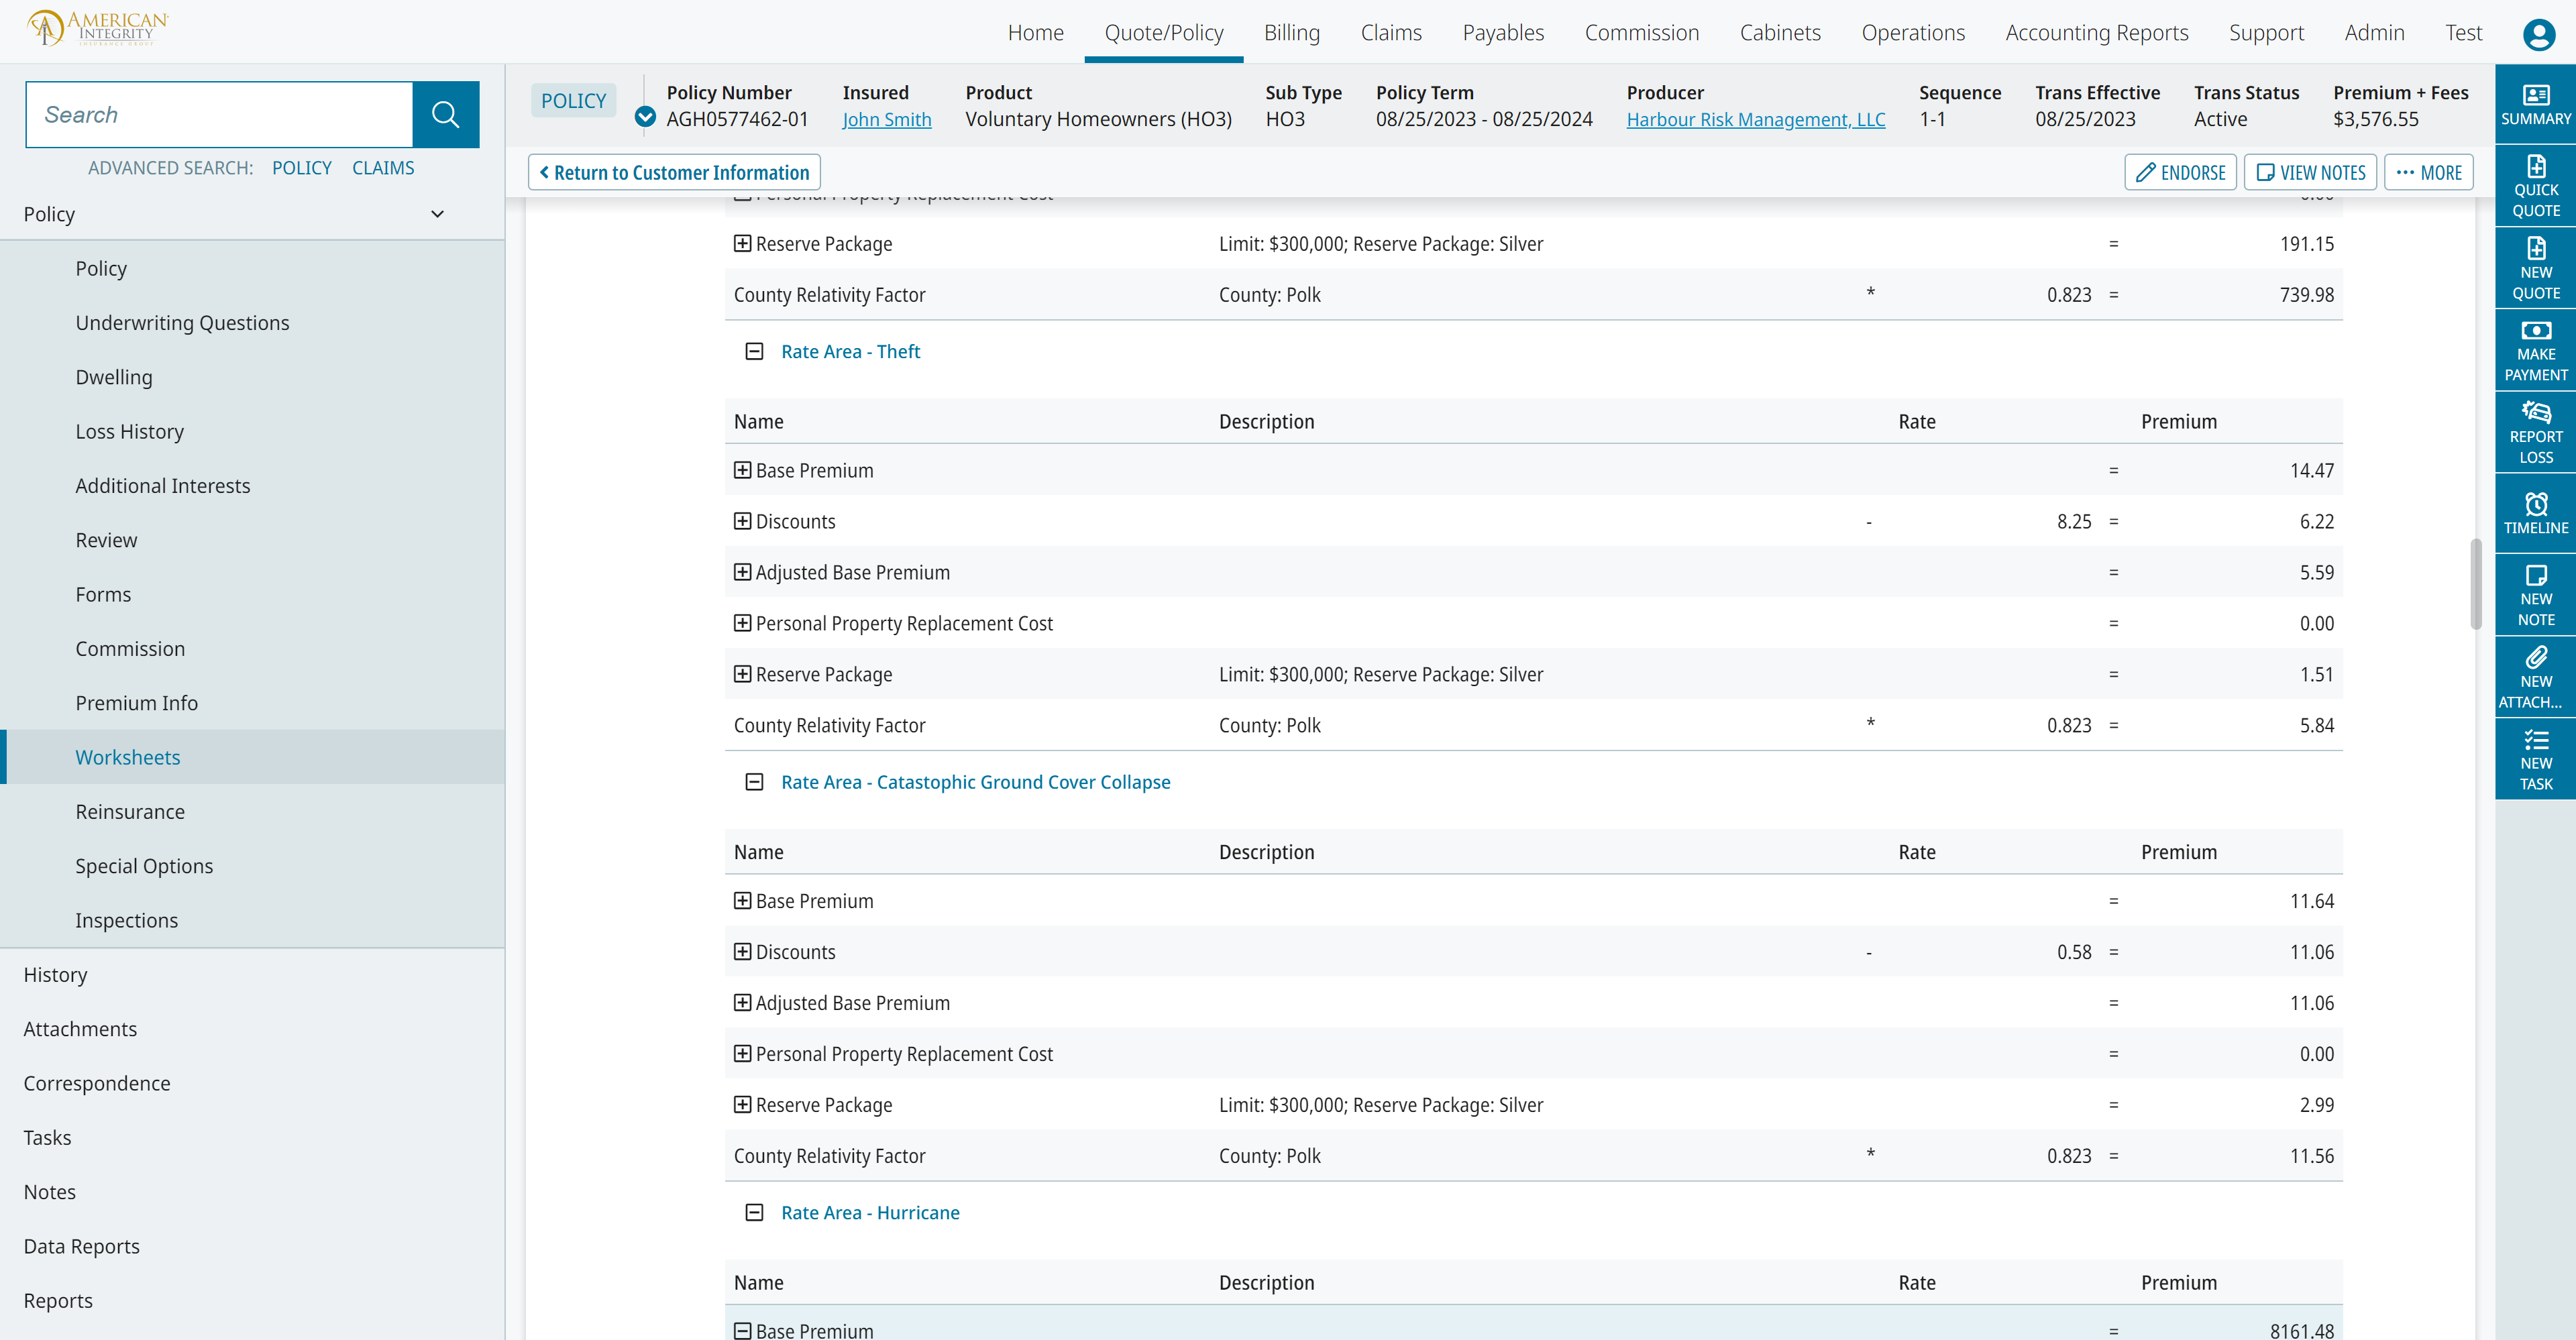 AMERICAN
INTEGRITY
INSURANCE GROUP
Home Quote/Policy Billing Claims Payables Commission Cabinets Operations Accounting Reports Support Admin Test
Search
ADVANCED SEARCH: POLICY CLAIMS
Policy
Policy
Underwriting Questions
Dwelling
Loss History
Additional Interests
Review
Forms
Commission
Premium Info
Worksheets
Reinsurance
Special Options
Inspections
History
Attachments
Correspondence
Tasks
Notes
Data Reports
Reports
POLICY
Policy Number Insured Product Sub Type Policy Term Producer Sequence Trans Effective Trans Status Premium + Fees
AGH0577462-01 John Smith Voluntary Homeowners (HO3) HO3 08/25/2023 - 08/25/2024 Harbour Risk Management, LLC 1-1 08/25/2023 Active $3,576.55
Return to Customer Information ENDORSE VIEW NOTES MORE
Personal Property Replacement Cost 0.00
Reserve Package Limit: $300,000; Reserve Package: Silver = 191.15
County Relativity Factor County: Polk * 0.823 = 739.98
Rate Area - Theft
Name Description Rate Premium
Base Premium = 14.47
Discounts - 8.25 = 6.22
Adjusted Base Premium = 5.59
Personal Property Replacement Cost = 0.00
Reserve Package Limit: $300,000; Reserve Package: Silver = 1.51
County Relativity Factor County: Polk * 0.823 = 5.84
Rate Area - Catastophic Ground Cover Collapse
Name Description Rate Premium
Base Premium = 11.64
Discounts - 0.58 = 11.06
Adjusted Base Premium = 11.06
Personal Property Replacement Cost = 0.00
Reserve Package Limit: $300,000; Reserve Package: Silver = 2.99
County Relativity Factor County: Polk * 0.823 = 11.56
Rate Area - Hurricane
Name Description Rate Premium
Base Premium = 8161.48
SUMMARY
QUICK
QUOTE
NEW
QUOTE
MAKE
PAYMENT
REPORT
LOSS
TIMELINE
NEW
NOTE
NEW
ATTACH...
NEW
TASK